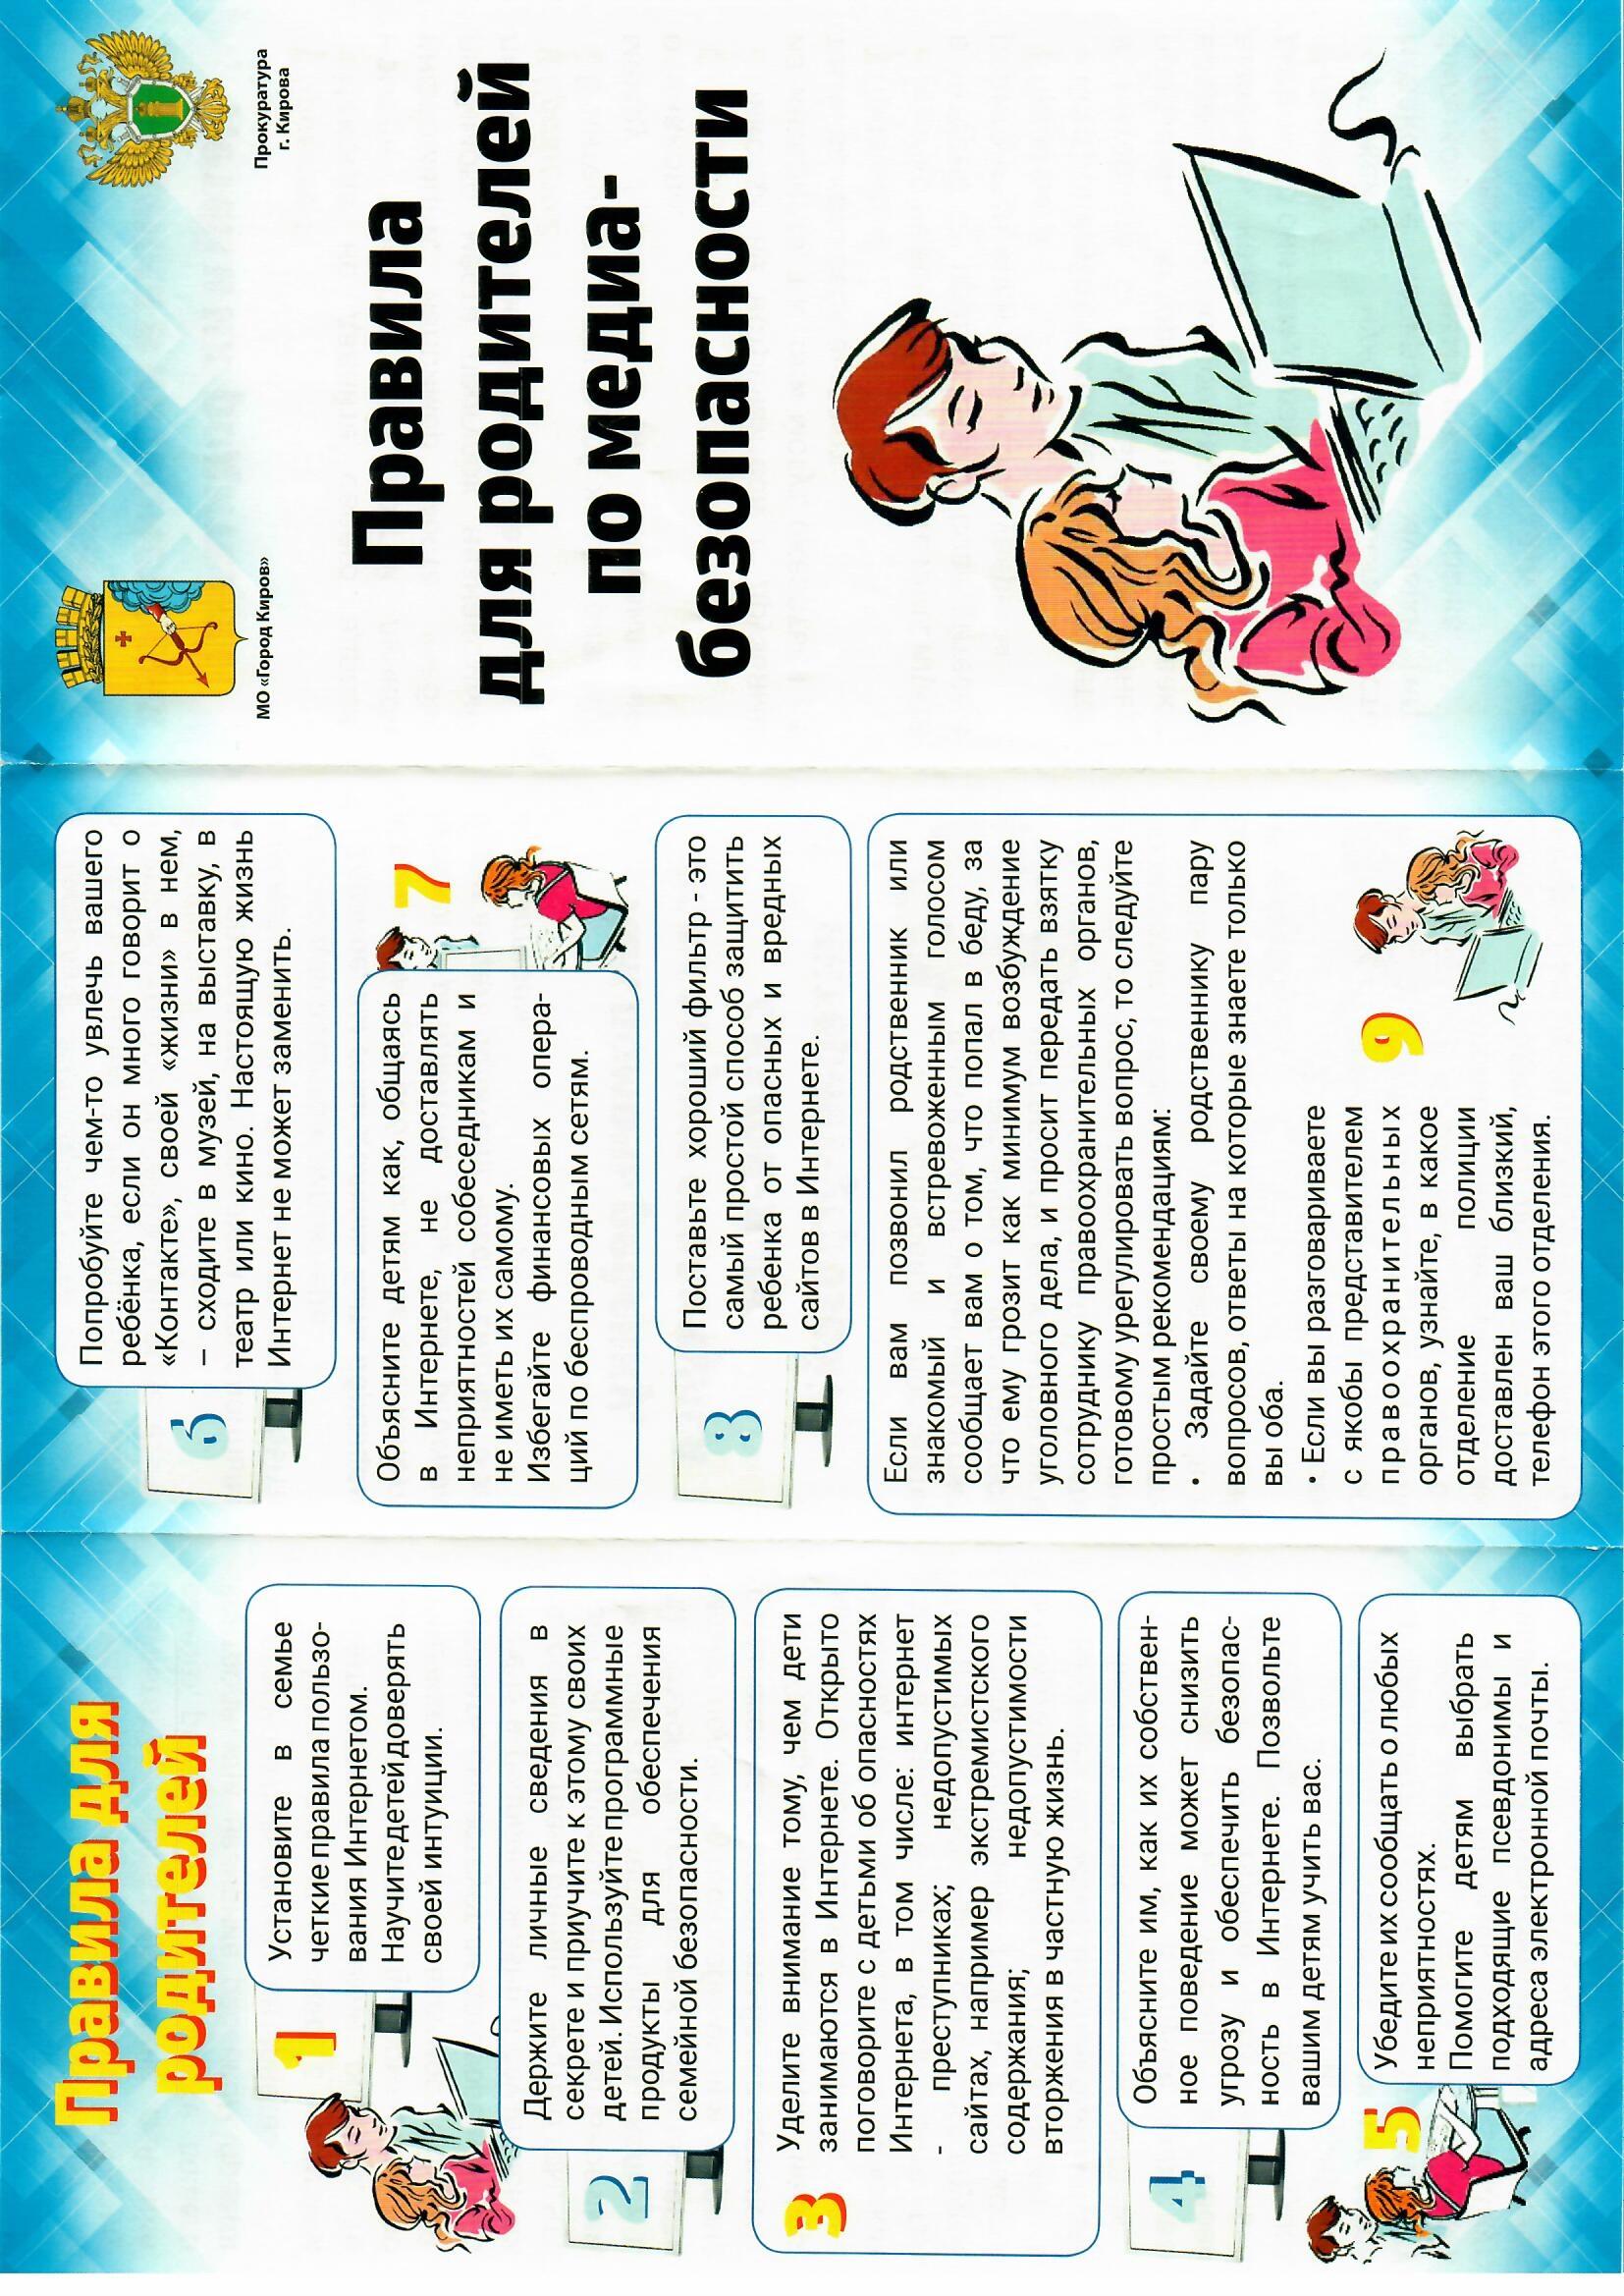 Правила для
родителей
1
Установите в семье
четкие правила пользо-
вания Интернетом.
Научите детей доверять
своей интуиции.
2
Держите личные сведения в
секрете и приучите к этому своих
детей. Используйте программные
продукты для обеспечения
семейной безопасности.
3
Уделите внимание тому, чем дети
занимаются в Интернете. Открыто
поговорите с детьми об опасностях
Интернета, в том числе: интернет
- преступниках; недопустимых
сайтах, например экстремистского
содержания; недопустимости
вторжения в частную жизнь.
4
Объясните им, как их собствен-
ное поведение может снизить
угрозу и обеспечить безопас-
ность в Интернете. Позвольте
вашим детям учить вас.
5
Убедите их сообщать о любых
неприятностях.
Помогите детям выбрать
подходящие псевдонимы и
адреса электронной почты.
6
Попробуйте чем-то увлечь вашего
ребёнка, если он много говорит о
«Контакте», своей «жизни» в нем,
– сходите в музей, на выставку, в
театр или кино. Настоящую жизнь
Интернет не может заменить.
7
Объясните детям как, общаясь
в Интернете, не доставлять
неприятностей собеседникам и
не иметь их самому.
Избегайте финансовых опера-
ций по беспроводным сетям.
8
Поставьте хороший фильтр - это
самый простой способ защитить
ребенка от опасных и вредных
сайтов в Интернете.
Если вам позвонил родственник или
знакомый и встревоженным голосом
сообщает вам о том, что попал в беду, за
что ему грозит как минимум возбуждение
уголовного дела, и просит передать взятку
сотруднику правоохранительных органов,
готовому урегулировать вопрос, то следуйте
простым рекомендациям:
• Задайте своему родственнику пару
вопросов, ответы на которые знаете только
вы оба.
• Если вы разговариваете
с якобы представителем
правоохранительных
органов, узнайте, в какое
отделение полиции
доставлен ваш близкий,
телефон этого отделения.
9
МО «Город Киров»
Прокуратура
г. Кирова
Правила
для родителей
по медиа-
безопасности